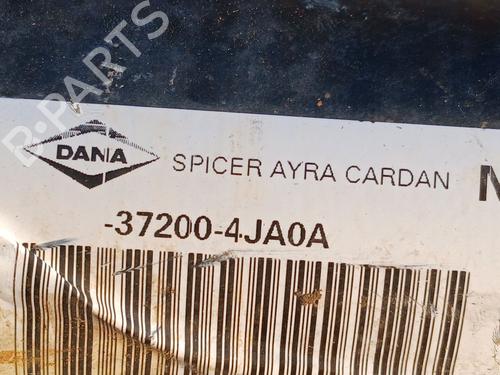 B-PARTS
DANA
SPICER AYRA CARDAN
N
-37200-4JA0A